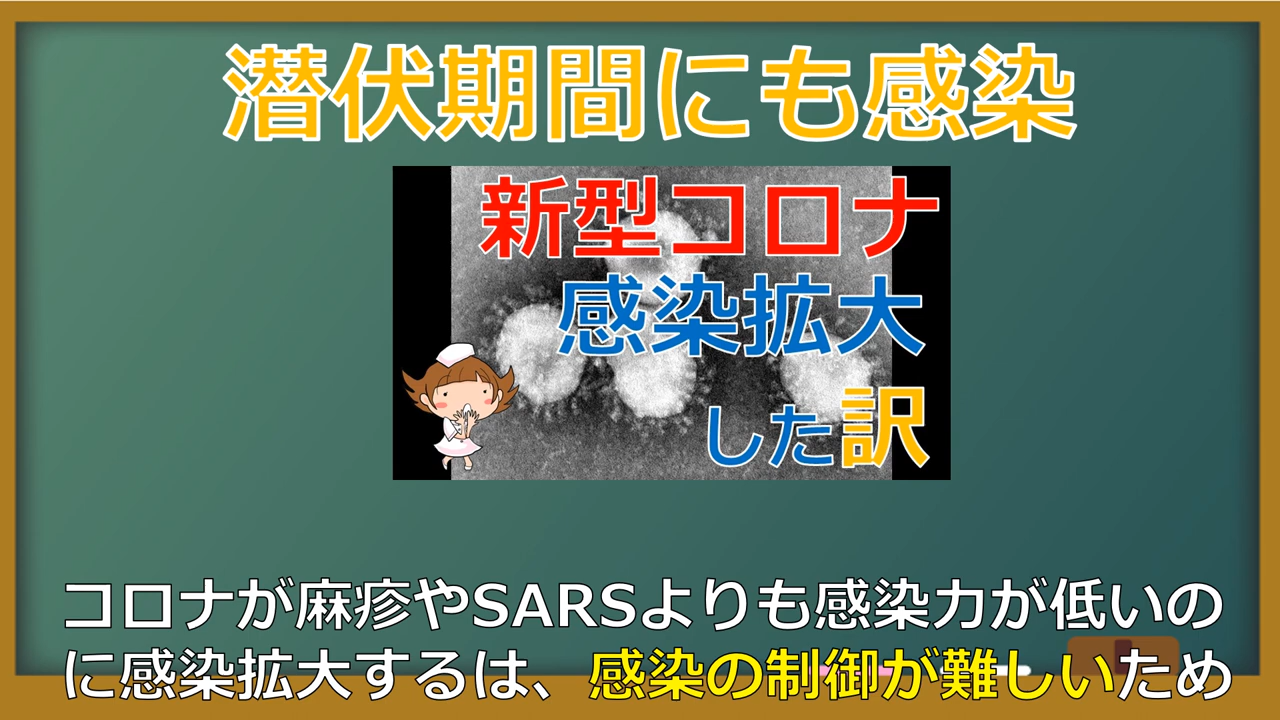 潜伏期間にも感染
新型コロナ
感染拡大
した訳
コロナが麻疹やSARSよりも感染力が低いの
に感染拡大するは、感染の制御が難しいため